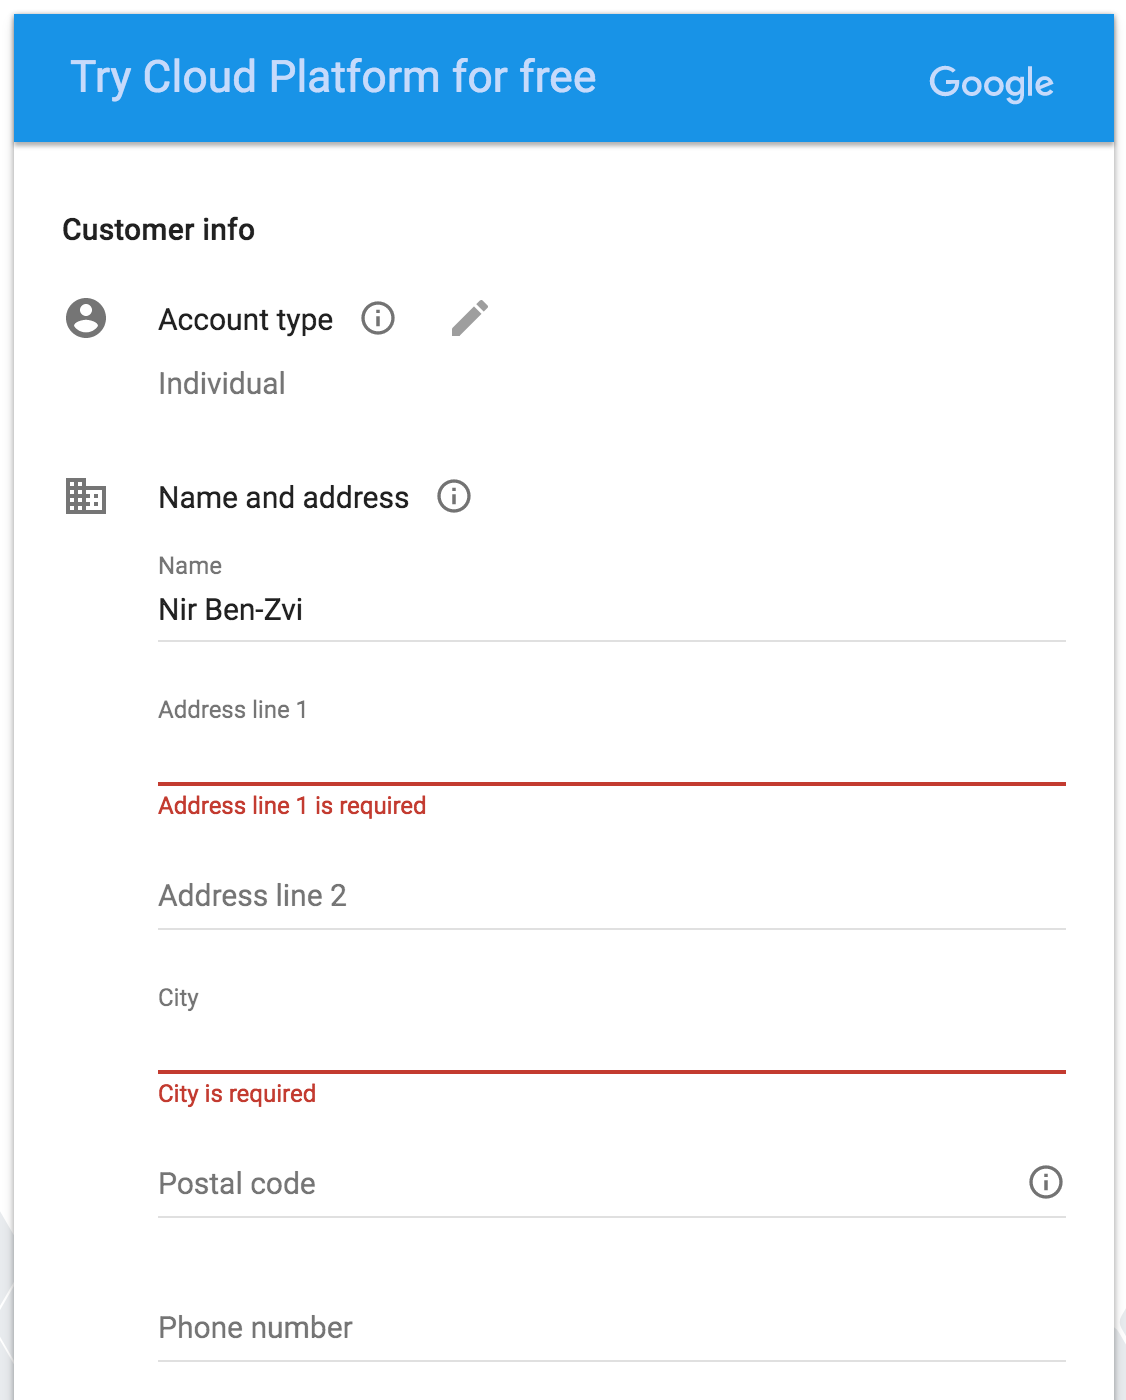 Try Cloud Platform for free
Google
Customer info
Account type
Individual
Name and address
Name
Nir Ben-Zvi
Address line 1
Address line 1 is required
Address line 2
City
City is required
Postal code
Phone number